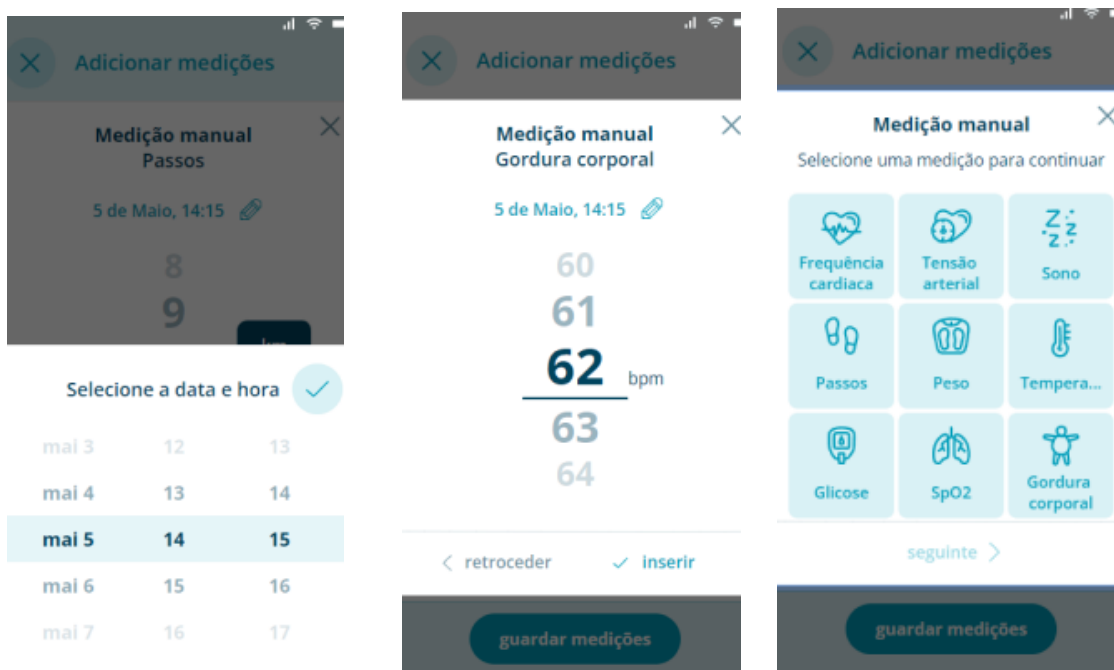 Adicionar medições
Medição manual
Passos
5 de Maio, 14:15
8
9
km
Selecione a data e hora
mai 3 12 13
mai 4 13 14
mai 5 14 15
mai 6 15 16
mai 7 16 17
Adicionar medições
Medição manual
Gordura corporal
5 de Maio, 14:15
60
61
62 bpm
63
64
retroceder inserir
guardar medições
Adicionar medições
Medição manual
Selecione uma medição para continuar
Frequência
cardiaca
Tensão
arterial
Sono
Passos
Peso
Tempera...
Glicose
SpO2
Gordura
corporal
seguinte
guardar medições